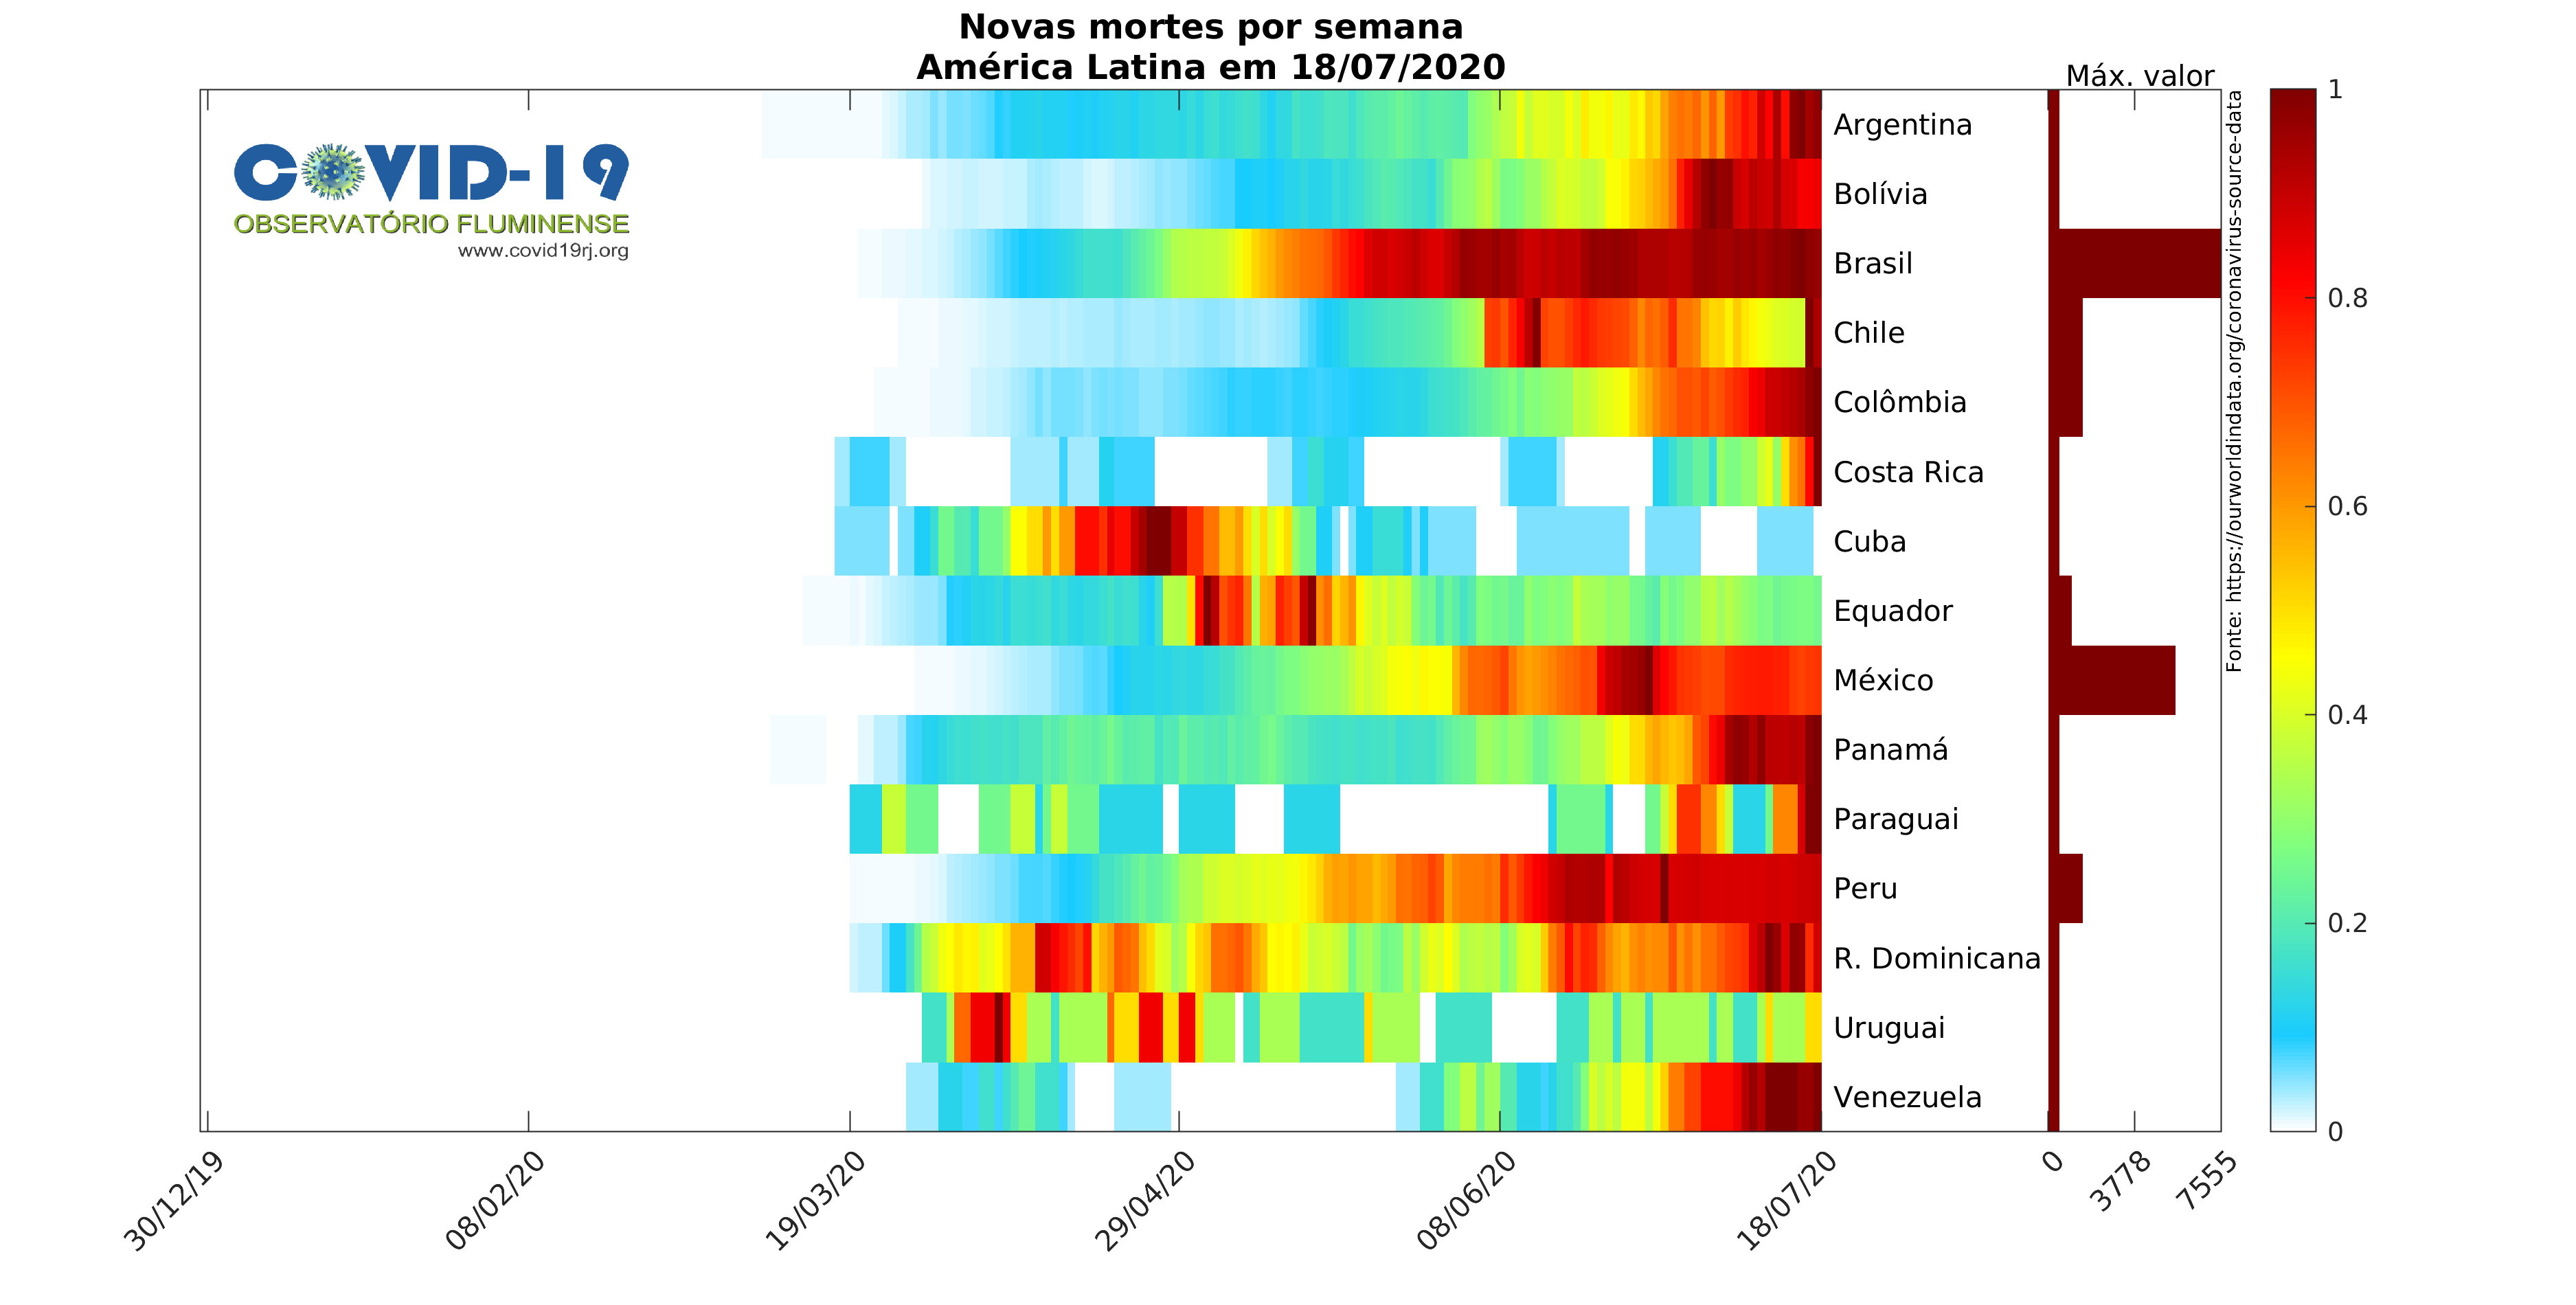 Novas mortes por semana
América Latina em 18/07/2020
Máx. valor
COVID-19
OBSERVATÓRIO FLUMINENSE
www.covid19rj.org
Argentina
Bolívia
Brasil
Chile
Colômbia
Costa Rica
Cuba
Equador
México
Panamá
Paraguai
Peru
R. Dominicana
Uruguai
Venezuela
Fonte: https://ourworldindata.org/coronavirus-source-data
1
0.8
0.6
0.4
0.2
0
30/12/19
08/02/20
19/03/20
29/04/20
08/06/20
18/07/20
0
3778
7555